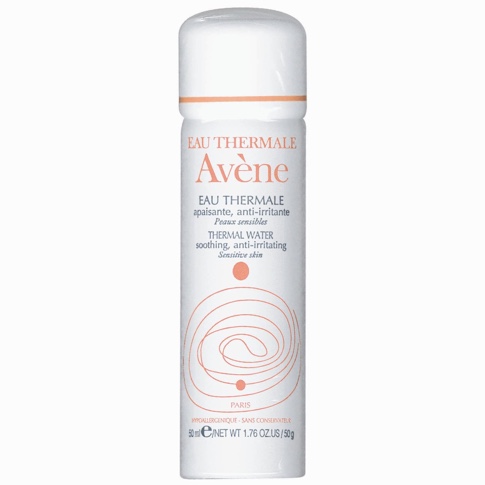 EAU THERMALE
Avène
EAU THERMALE
apaisante, anti-irritante
Peaux sensibles
THERMAL WATER
soothing, anti-irritating
Sensitive skin
PARIS
HYPOALLERGÉNIQUE - SANS CONSERVATEUR
50 ml e/NET WT 1.76 OZ.US / 50 g